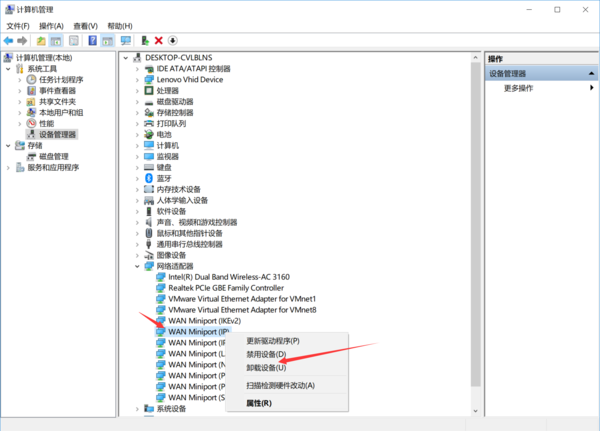 计算机管理
文件(F) 操作(A) 查看(V) 帮助(H)
计算机管理(本地)
系统工具
任务计划程序
事件查看器
共享文件夹
本地用户和组
性能
设备管理器
存储
磁盘管理
服务和应用程序
DESKTOP-CVLBLNS
IDE ATA/ATAPI 控制器
Lenovo Vhid Device
处理器
磁盘驱动器
存储控制器
打印队列
电池
计算机
监视器
键盘
蓝牙
内存技术设备
人体学输入设备
软件设备
声音、视频和游戏控制器
鼠标和其他指针设备
通用串行总线控制器
图像设备
网络适配器
Intel(R) Dual Band Wireless-AC 3160
Realtek PCIe GBE Family Controller
VMware Virtual Ethernet Adapter for VMnet1
VMware Virtual Ethernet Adapter for VMnet8
WAN Miniport (IKEv2)
WAN Miniport (IP)
WAN Miniport (IP
WAN Miniport (L
WAN Miniport (N
WAN Miniport (P
WAN Miniport (P
WAN Miniport (S
系统设备
更新驱动程序(P)
禁用设备(D)
卸载设备(U)
扫描检测硬件改动(A)
属性(R)
操作
设备管理器
更多操作